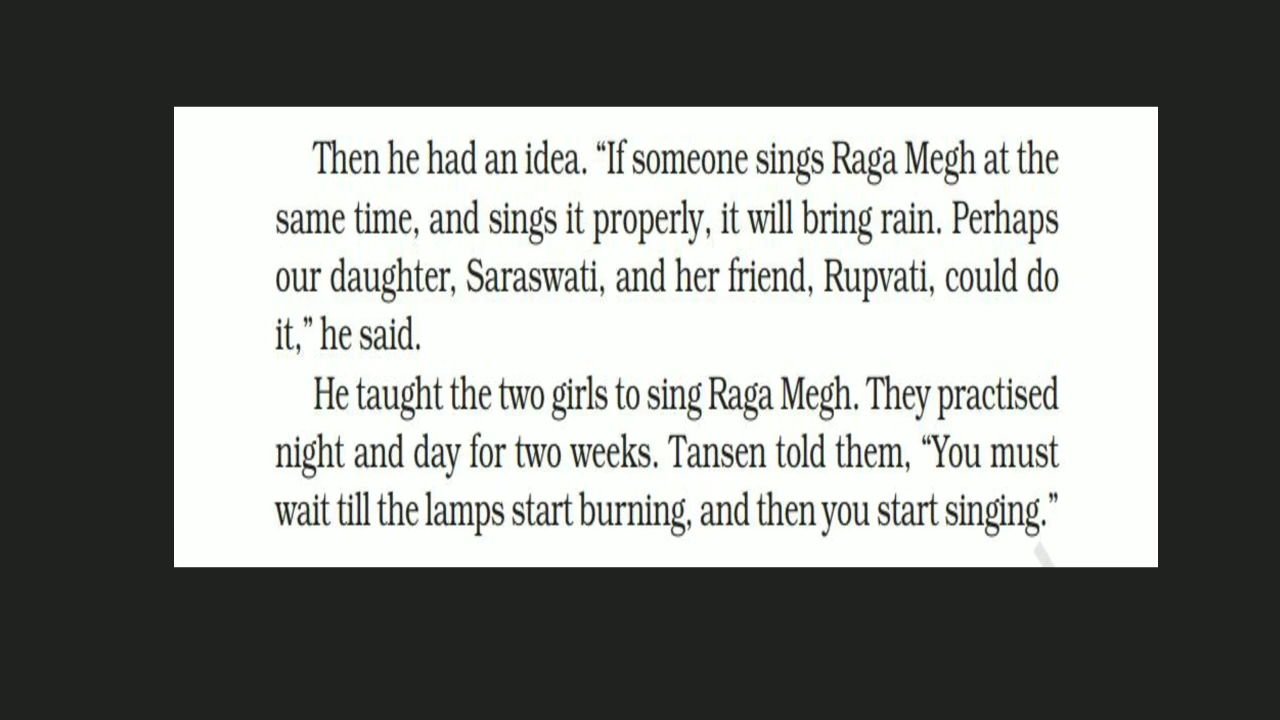 Then he had an idea. “If someone sings Raga Megh at the
same time, and sings it properly, it will bring rain. Perhaps
our daughter, Saraswati, and her friend, Rupvati, could do
it,” he said.
He taught the two girls to sing Raga Megh. They practised
night and day for two weeks. Tansen told them, “You must
wait till the lamps start burning, and then you start singing.”